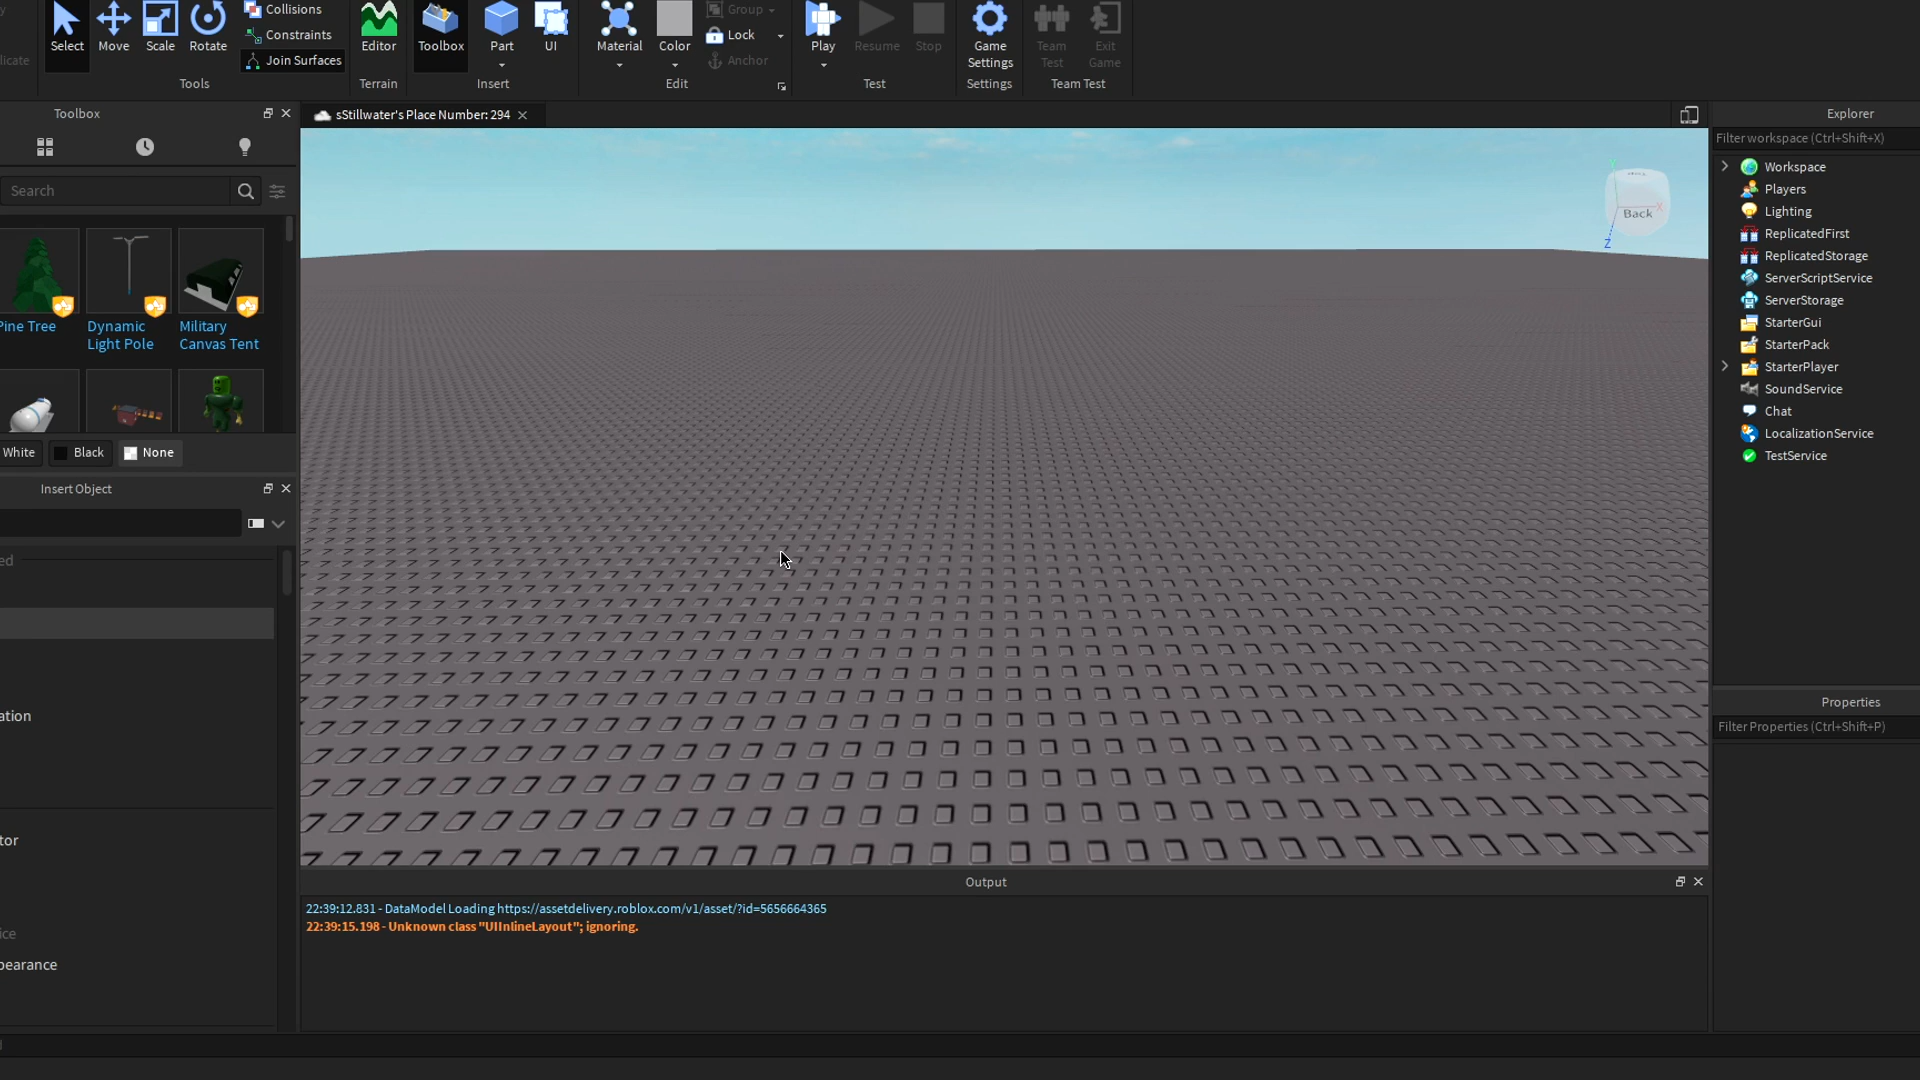 Collisions
Group
icate
Select
Move
Scale
Rotate
Constraints
Join Surfaces
Editor
Toolbox
Part
UI
Material
Color
Lock
Anchor
Play
Resume
Stop
Game
Settings
Team
Test
Exit
Game
Tools
Terrain
Insert
Edit
Test
Settings
Team Test
Toolbox
sStillwater's Place Number: 294
Explorer
Search
Pine Tree
Dynamic
Light Pole
Military
Canvas Tent
White
Black
None
Insert Object
ed
ation
tor
ice
pearance
Back
X
Y
Z
Filter workspace (Ctrl+Shift+X)
Workspace
Players
Lighting
ReplicatedFirst
ReplicatedStorage
ServerScriptService
ServerStorage
StarterGui
StarterPack
StarterPlayer
SoundService
Chat
LocalizationService
TestService
Properties
Filter Properties (Ctrl+Shift+P)
Output
22:39:12.831 - DataModel Loading https://assetdelivery.roblox.com/v1/asset/?id=5656664365
22:39:15.198 - Unknown class "UIInlineLayout"; ignoring.